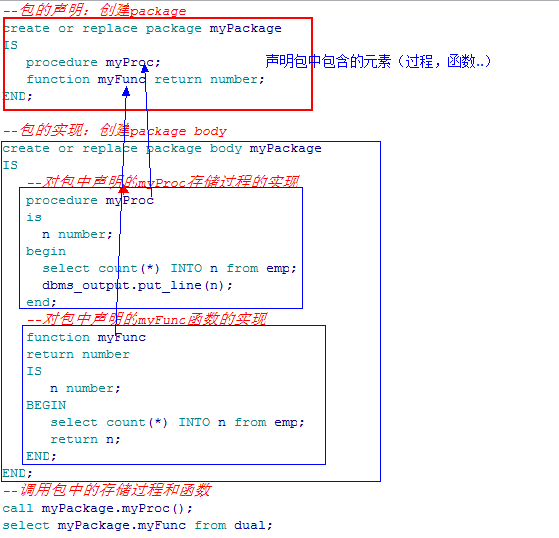 --包的声明：创建package
create or replace package myPackage
IS
procedure myProc;
声明包中包含的元素（过程，函数..）
function myFunc return number;
END;
--包的实现：创建package body
create or replace package body myPackage
IS
--对包中声明的myProc存储过程的实现
procedure myProc
is
n number;
begin
select count(*) INTO n from emp;
dbms_output.put_line(n);
end;
--对包中声明的myFunc函数的实现
function myFunc
return number
IS
n number;
BEGIN
select count(*) INTO n from emp;
return n;
END;
END;
--调用包中的存储过程和函数
call myPackage.myProc();
select myPackage.myFunc from dual;